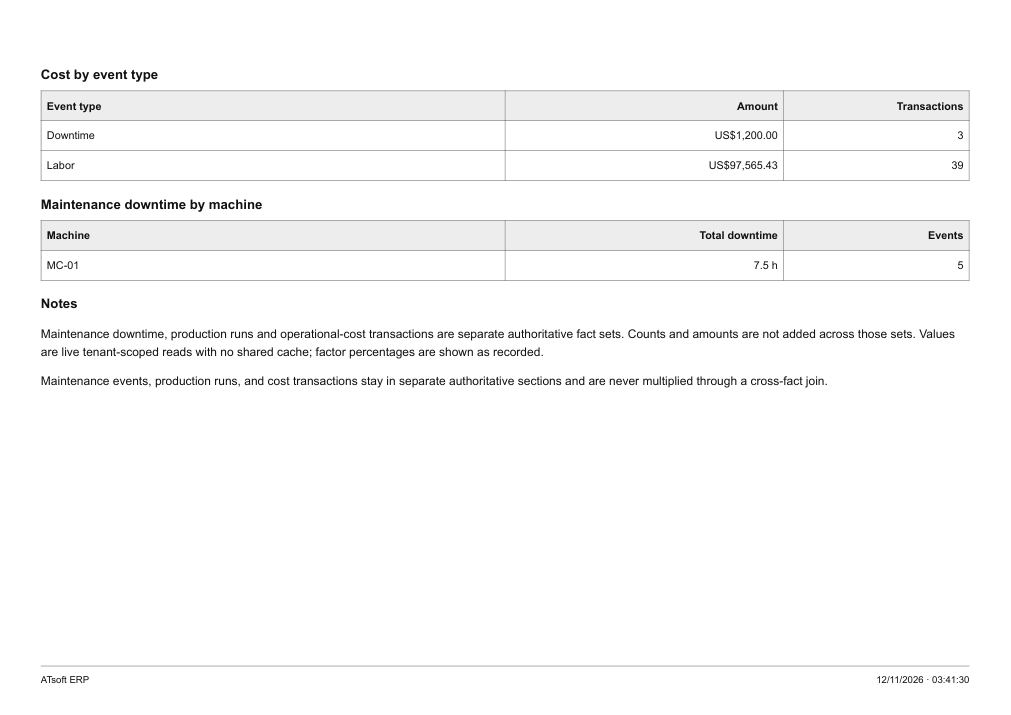 Cost by event type
Event type Amount Transactions
Downtime US$1,200.00 3
Labor US$97,565.43 39
Maintenance downtime by machine
Machine Total downtime Events
MC-01 7.5 h 5
Notes
Maintenance downtime, production runs and operational-cost transactions are separate authoritative fact sets. Counts and amounts are not added across those sets. Values
are live tenant-scoped reads with no shared cache; factor percentages are shown as recorded.
Maintenance events, production runs, and cost transactions stay in separate authoritative sections and are never multiplied through a cross-fact join.
ATsoft ERP 12/11/2026 · 03:41:30